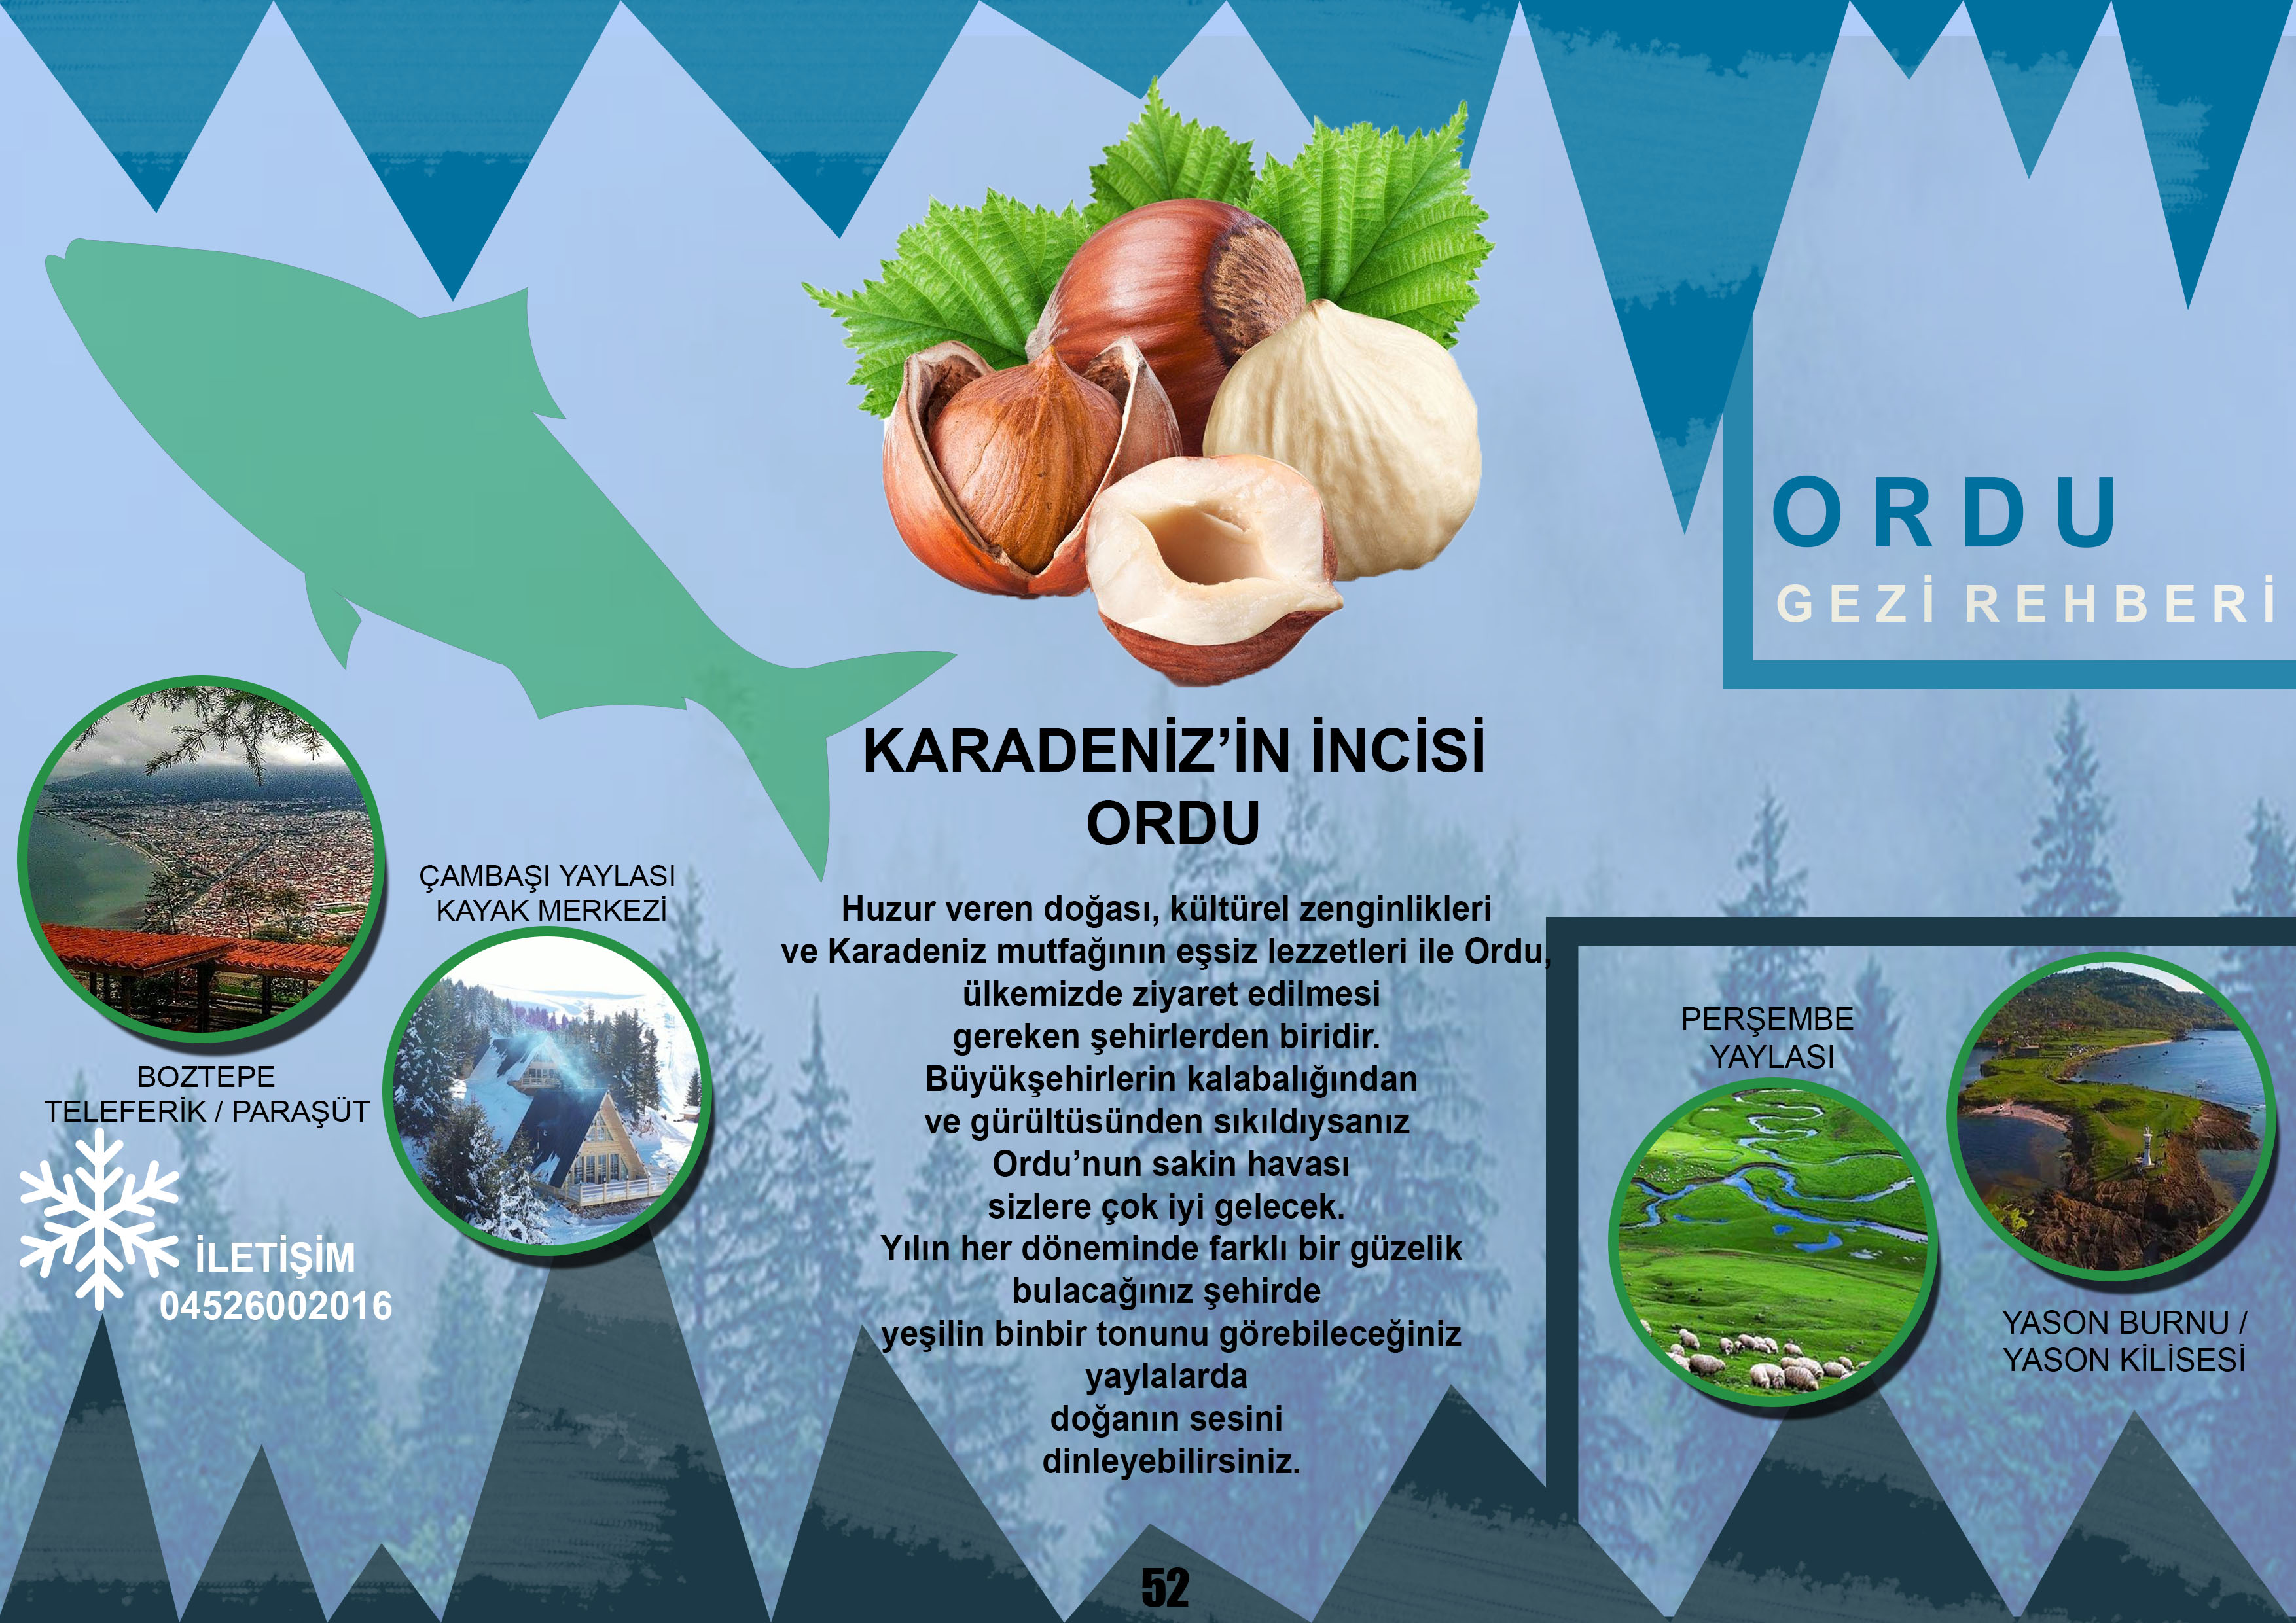 ORDU
GEZİ REHBERİ
KARADENİZ’İN İNCİSİ
ORDU
Huzur veren doğası, kültürel zenginlikleri
ve Karadeniz mutfağının eşsiz lezzetleri ile Ordu,
ülkemizde ziyaret edilmesi
gereken şehirlerden biridir.
Büyükşehirlerin kalabalığından
ve gürültüsünden sıkıldıysanız
Ordu’nun sakin havası
sizlere çok iyi gelecek.
Yılın her döneminde farklı bir güzelik
bulacağınız şehirde
yeşilin binbir tonunu görebileceğiniz
yaylalarda
doğanın sesini
dinleyebilirsiniz.
ÇAMBAŞI YAYLASI
KAYAK MERKEZİ
BOZTEPE
TELEFERİK / PARAŞÜT
İLETİŞİM
04526002016
PERŞEMBE
YAYLASI
YASON BURNU /
YASON KİLİSESİ
52